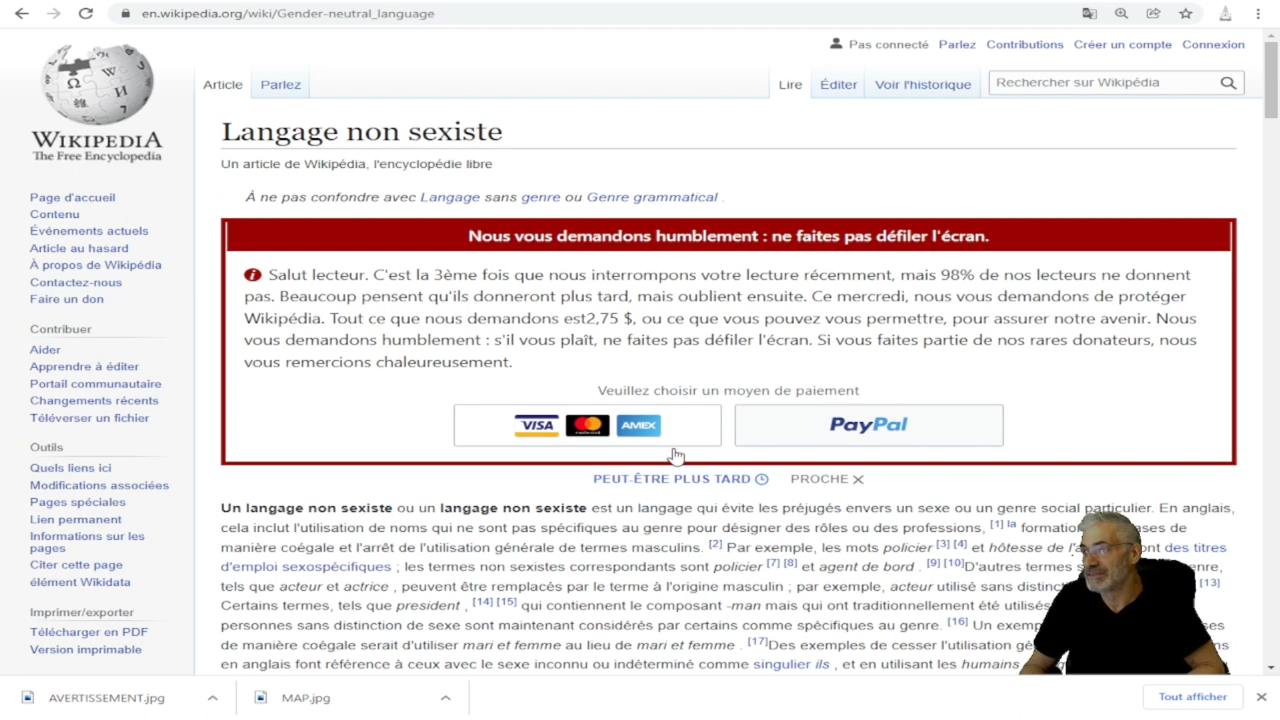 en.wikipedia.org/wiki/Gender-neutral_language
Pas connecté Parlez Contributions Créer un compte Connexion
Article Parlez Lire Éditer Voir l'historique Rechercher sur Wikipédia
WIKIPEDIA
The Free Encyclopedia
Page d'accueil
Contenu
Événements actuels
Article au hasard
À propos de Wikipédia
Contactez-nous
Faire un don
Contribuer
Aider
Apprendre à éditer
Portail communautaire
Changements récents
Téléverser un fichier
Outils
Quels liens ici
Modifications associées
Pages spéciales
Lien permanent
Informations sur les
pages
Citer cette page
élément Wikidata
Imprimer/exporter
Télécharger en PDF
Version imprimable
Langage non sexiste
Un article de Wikipédia, l'encyclopédie libre
À ne pas confondre avec Langage sans genre ou Genre grammatical .
Nous vous demandons humblement : ne faites pas défiler l'écran.
Salut lecteur. C'est la 3ème fois que nous interrompons votre lecture récemment, mais 98% de nos lecteurs ne donnent
pas. Beaucoup pensent qu'ils donneront plus tard, mais oublient ensuite. Ce mercredi, nous vous demandons de protéger
Wikipédia. Tout ce que nous demandons est2,75 $, ou ce que vous pouvez vous permettre, pour assurer notre avenir. Nous
vous demandons humblement : s'il vous plaît, ne faites pas défiler l'écran. Si vous faites partie de nos rares donateurs, nous
vous remercions chaleureusement.
Veuillez choisir un moyen de paiement
VISA AMEX PayPal
PEUT-ÊTRE PLUS TARD PROCHE
Un langage non sexiste ou un langage non sexiste est un langage qui évite les préjugés envers un sexe ou un genre social particulier. En anglais,
cela inclut l'utilisation de noms qui ne sont pas spécifiques au genre pour désigner des rôles ou des professions, [1] la formation
manière coégale et l'arrêt de l'utilisation générale de termes masculins. [2] Par exemple, les mots policier [3] [4] et hôtesse de des titres
d'emploi sexospécifiques ; les termes non sexistes correspondants sont policier [7] [8] et agent de bord . [9] [10]D'autres termes
tels que acteur et actrice , peuvent être remplacés par le terme à l'origine masculin ; par exemple, acteur utilisé sans [13]
Certains termes, tels que president , [14] [15] qui contiennent le composant -man mais qui ont traditionnellement été
personnes sans distinction de sexe sont maintenant considérés par certains comme spécifiques au genre. [16] Un
de manière coégale serait d'utiliser mari et femme au lieu de mari et femme . [17]Des exemples de cesser l'utilisation
en anglais font référence à ceux avec le sexe inconnu ou indéterminé comme singulier ils , et en utilisant les humains
AVERTISSEMENT.jpg MAP.jpg Tout afficher